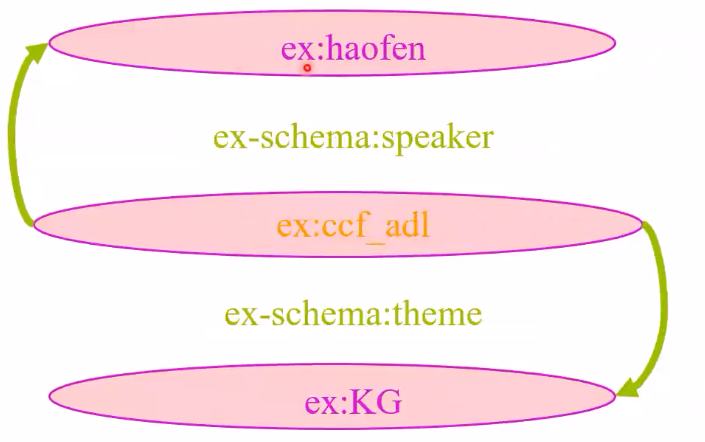 ex:haofen
ex-schema:speaker
ex:ccf_adl
ex-schema:theme
ex:KG